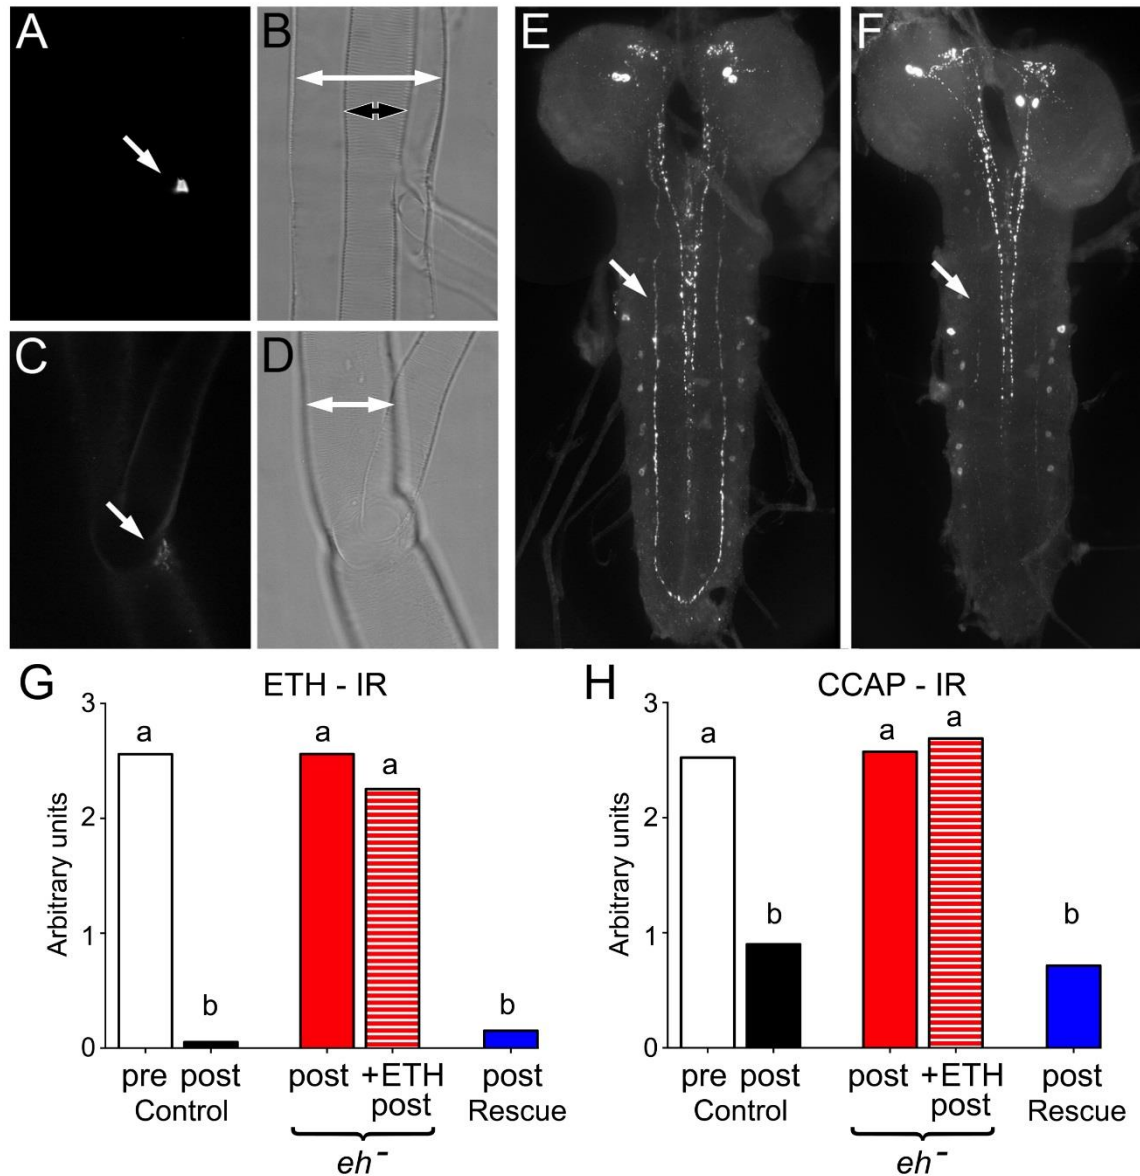 A
B
E
F
C
D
G
ETH - IR
3
2
1
0
Arbitrary units
a
b
a
a
b
pre post
Control
post +ETH
post
eh-
post
Rescue
H
CCAP - IR
3
2
1
0
Arbitrary units
a
b
a
a
b
pre post
Control
post +ETH
post
eh-
post
Rescue